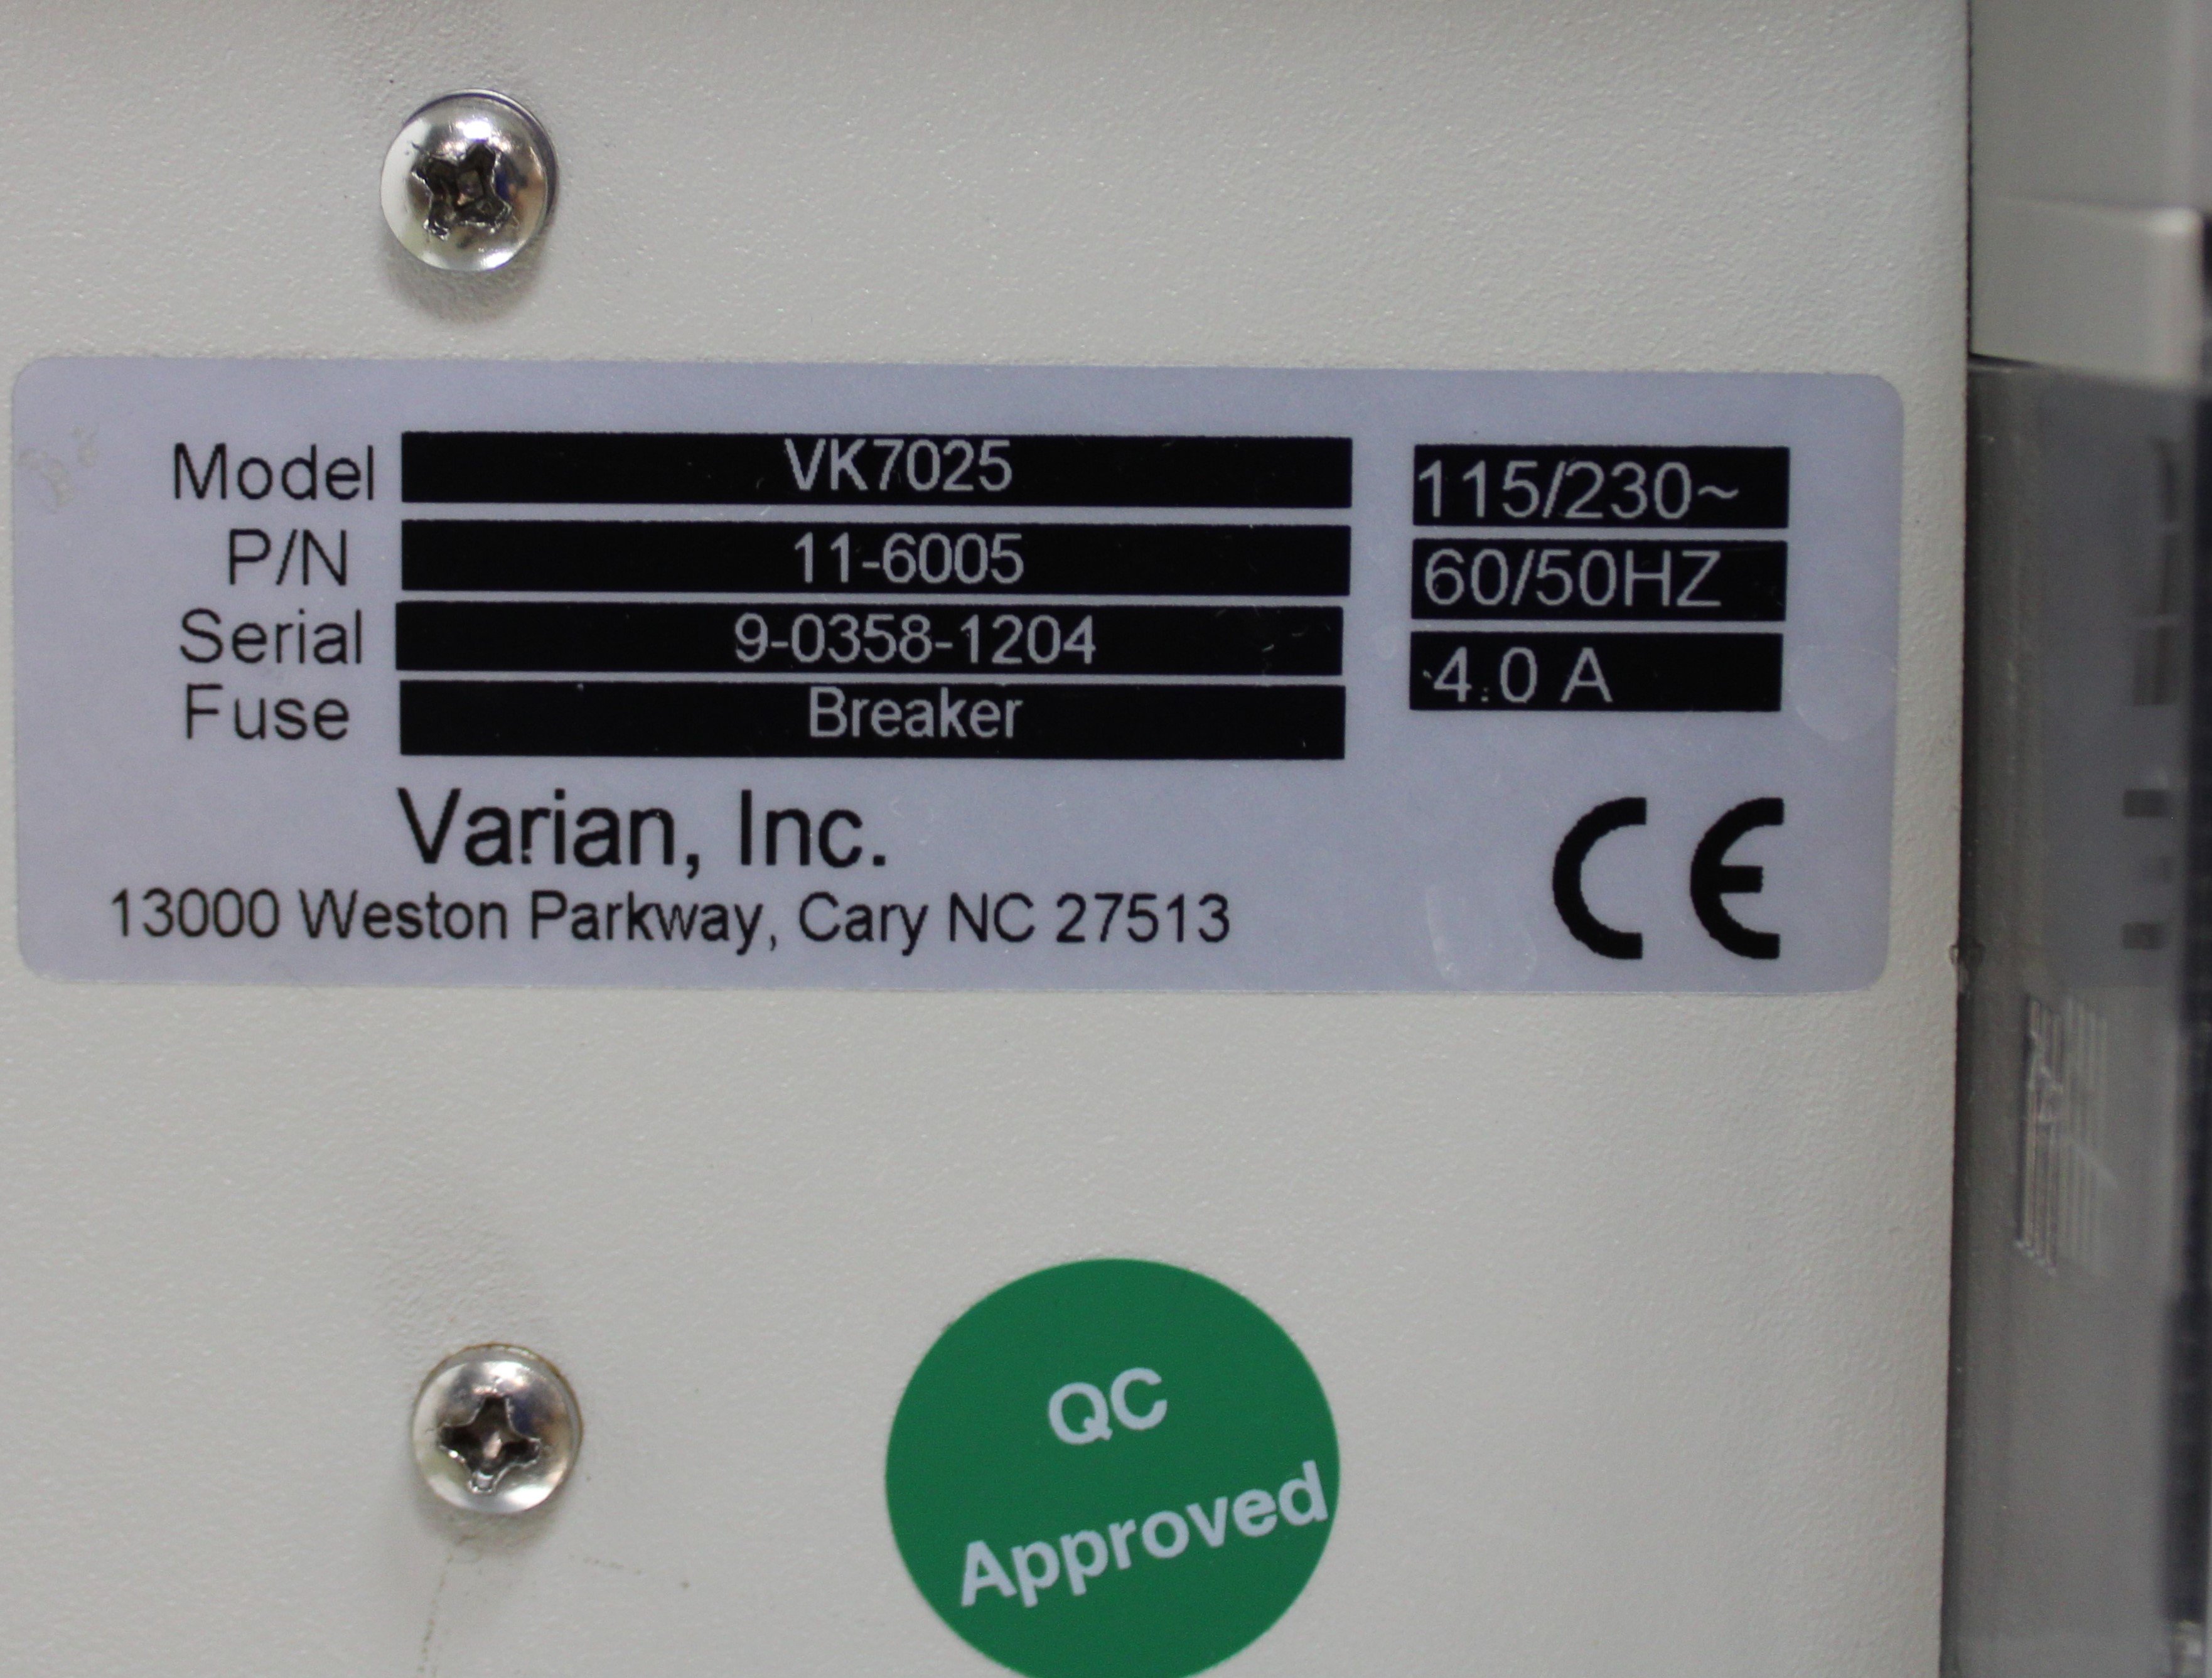 Model VK7025 115/230~
P/N 11-6005 60/50HZ
Serial 9-0358-1204 4.0 A
Fuse Breaker
Varian, Inc.
13000 Weston Parkway, Cary NC 27513
CE
QC
Approved